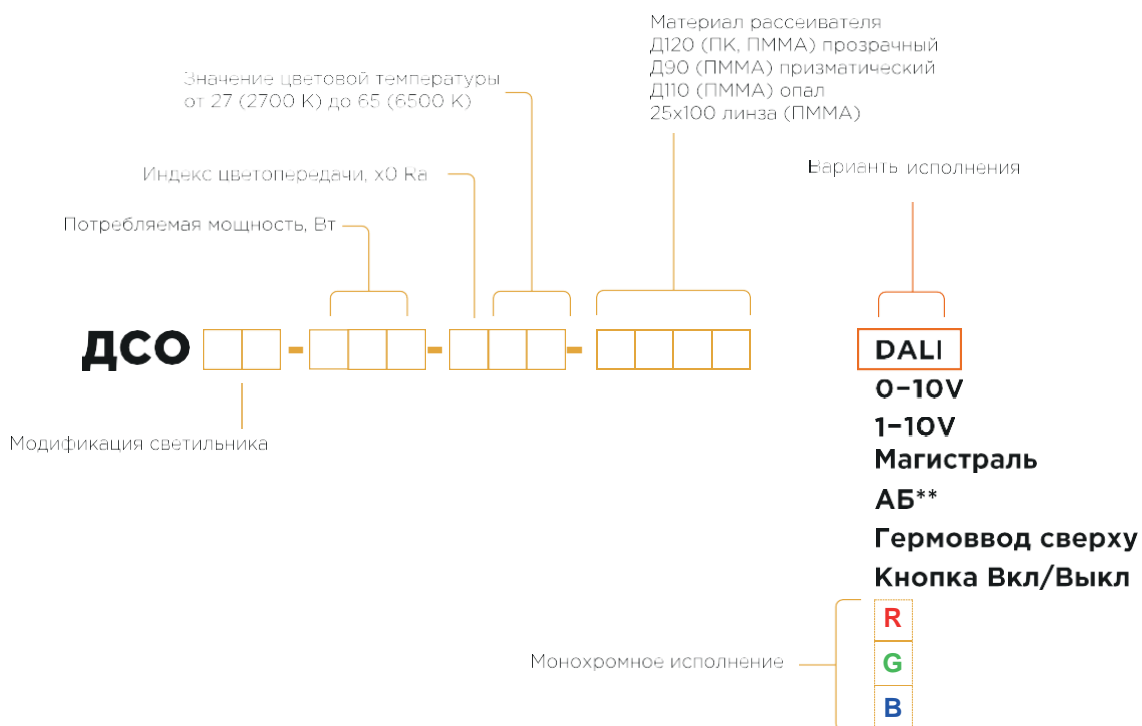 Материал рассеивателя
Д120 (ПК, ПММА) прозрачный
Д90 (ПММА) призматический
Д110 (ПММА) опал
25x100 линза (ПММА)
Значение цветовой температуры
от 27 (2700 К) до 65 (6500 К)
Варианть исполнения
Индекс цветопередачи, х0 Ra
Потребляемая мощность, Вт
ДСО - - - DALI
0-10V
1-10V
Модификация светильника
Магистраль
АБ**
Гермоввод сверху
Кнопка Вкл/Выкл
R
Монохромное исполнение
G
B